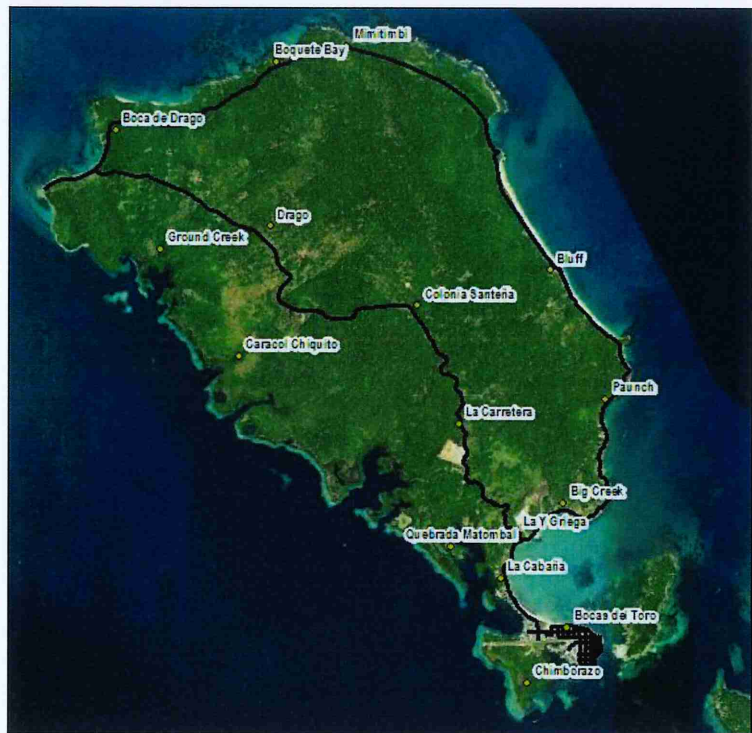 Mimitimbi
Boquete Bay
Boca de Drago
Drago
Ground Creek
Bluff
Colonia Santeña
Caracol Chiquito
Paunch
La Carretera
Big Creek
La Y Griega
Quebrada Matombal
La Cabaña
Bocas del Toro
Chimborazo